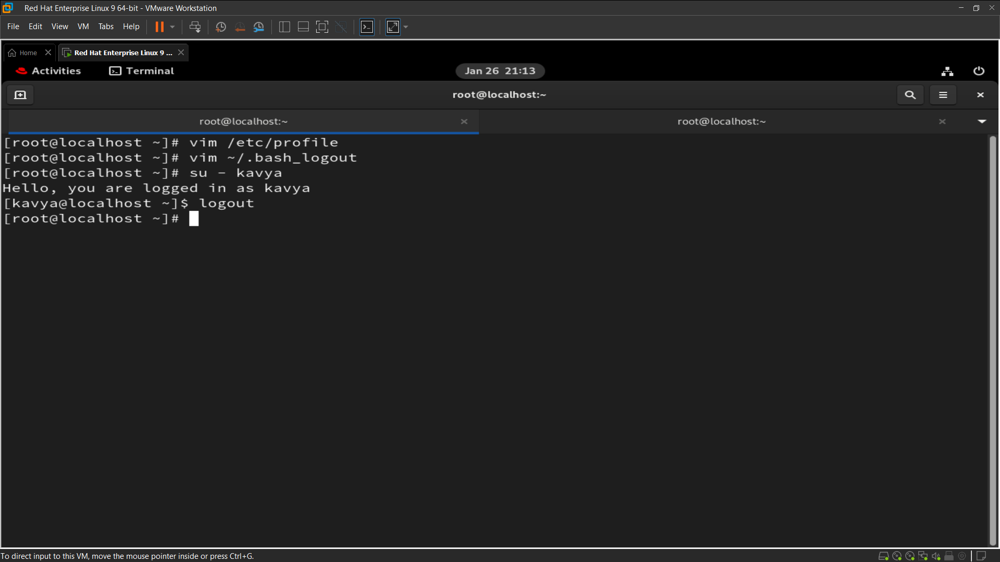 Red Hat Enterprise Linux 9 64-bit - VMware Workstation
File Edit View VM Tabs Help
Home Red Hat Enterprise Linux 9 ...
Activities Terminal Jan 26 21:13
root@localhost:~
root@localhost:~ root@localhost:~
[root@localhost ~]# vim /etc/profile
[root@localhost ~]# vim ~/.bash_logout
[root@localhost ~]# su - kavya
Hello, you are logged in as kavya
[kavya@localhost ~]$ logout
[root@localhost ~]#
To direct input to this VM, move the mouse pointer inside or press Ctrl+G.